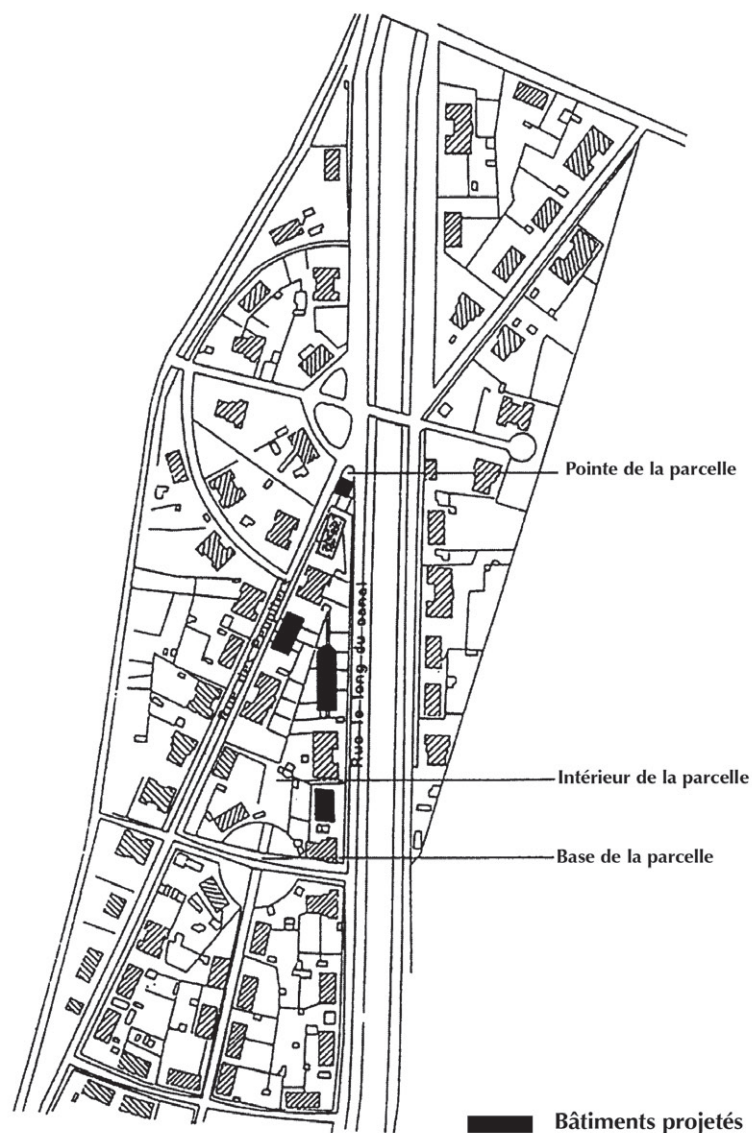 Pointe de la parcelle
Rue le long du canal
Intérieur de la parcelle
Base de la parcelle
Bâtiments projetés